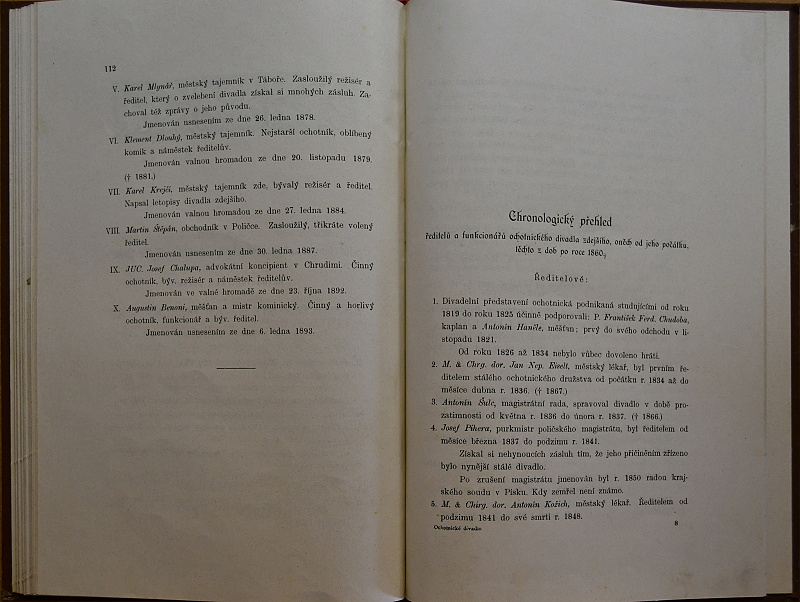 112
V. Karel Mlynář, městský tajemník v Táboře. Zasloužilý režisér a
ředitel, který o zvelebení divadla získal si mnohých zásluh. Za-
choval též zprávy o jeho původu.
Jmenován usnesením ze dne 26. ledna 1878.
VI. Klement Dlouhý, městský tajemník. Nejstarší ochotník, oblíbený
komik a náměstek ředitelův.
Jmenován valnou hromadou ze dne 20. listopadu 1879.
(† 1881.)
VII. Karel Krejčí, městský tajemník zde, bývalý režisér a ředitel.
Napsal letopisy divadla zdejšího.
Jmenován valnou hromadou ze dne 27. ledna 1884.
VIII. Martin Štěpán, obchodník v Poličce. Zasloužilý, třikráte volený
ředitel.
Jmenován usnesením ze dne 30. ledna 1887.
IX. JUC. Josef Chalupa, advokátní koncipient v Chrudimi. Činný
ochotník, býv. režisér a náměstek ředitelův.
Jmenován ve valné hromadě ze dne 23. října 1892.
X. Augustin Benoni, měšťan a mistr kominický. Činný a horlivý
ochotník, funkcionář a býv. ředitel.
Jmenován usnesením ze dne 6. ledna 1893.
Chronologický přehled
ředitelů a funkcionářů ochotnického divadla zdejšího, oněch od jeho počátku,
těchto z dob po roce 1860.
Ředitelové:
1. Divadelní představení ochotnická podnikaná studujícími od roku
1819 do roku 1825 účinně podporovali: P. František Ferd. Chudoba,
kaplan a Antonín Haněle, měšťan; prvý do svého odchodu v li-
stopadu 1821.
Od roku 1826 až 1834 nebylo vůbec dovoleno hráti.
2. M. & Chrg. dor. Jan Nep. Eiselt, městský lékař, byl prvním ře-
ditelem stálého ochotnického družstva od počátku r. 1834 až do
měsíce dubna r. 1836. († 1867.)
3. Antonín Šulc, magistrátní rada, spravoval divadlo v době pro-
zatimnosti od května r. 1836 do února r. 1837. († 1866.)
4. Josef Pihera, purkmistr poličského magistrátu, byl ředitelem od
měsíce března 1837 do podzimu r. 1841.
Získal si nehynoucích zásluh tím, že jeho přičiněním zřízeno
bylo nynější stálé divadlo.
Po zrušení magistrátu jmenován byl r. 1850 radou kraj-
ského soudu v Písku. Kdy zemřel není známo.
5. M. & Chirg. dor. Antonín Kořich, městský lékař. Ředitelem od
podzimu 1841 do své smrti r. 1848.
Ochotnické divadlo 8